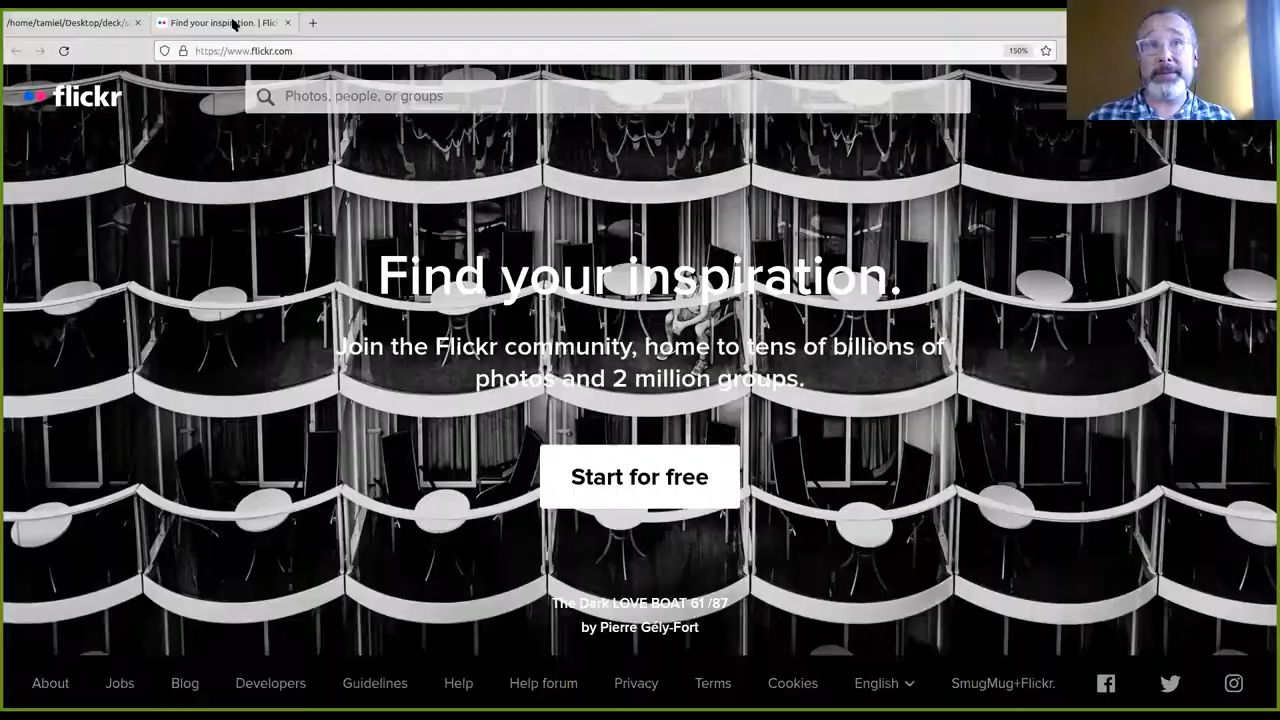 /home/tamiel/Desktop/deck/
Find your inspiration. | Flic
https://www.flickr.com
150%
flickr
Photos, people, or groups
Find your inspiration.
Join the Flickr community, home to tens of billions of
photos and 2 million groups.
Start for free
The Dark LOVE BOAT 61 /87
by Pierre Gély-Fort
About
Jobs
Blog
Developers
Guidelines
Help
Help forum
Privacy
Terms
Cookies
English
SmugMug+Flickr.